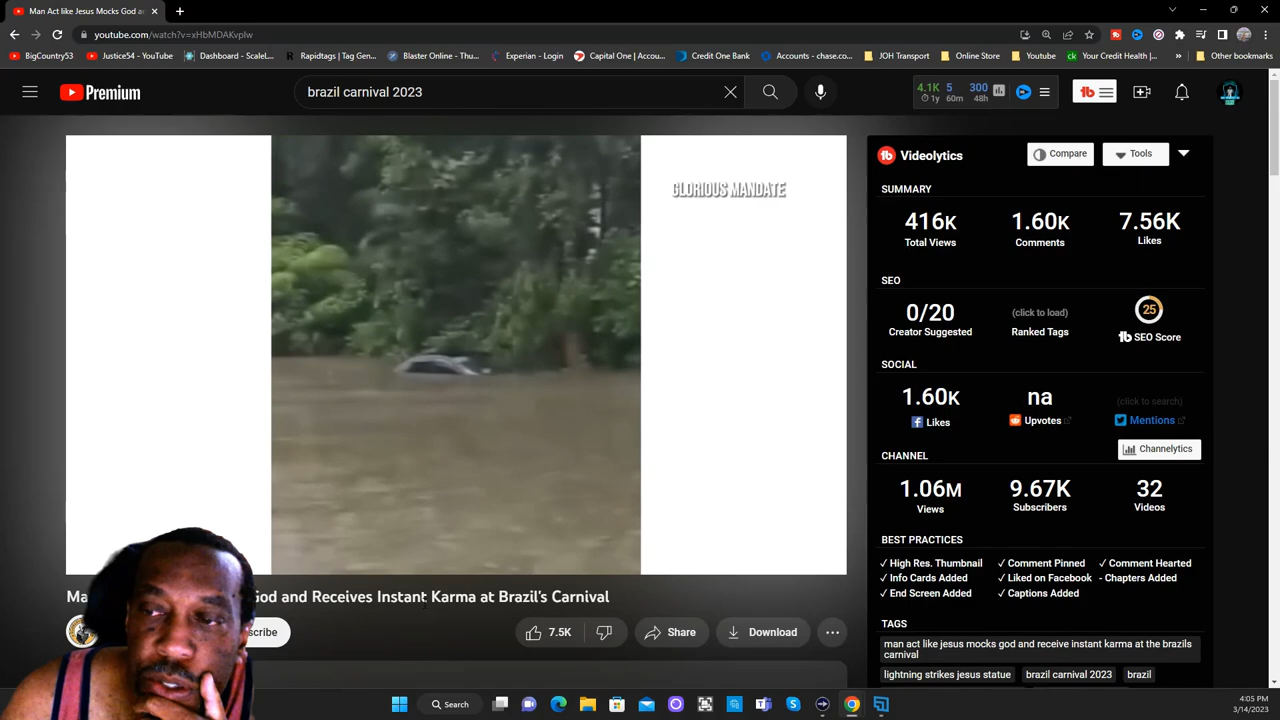 Man Act like Jesus Mocks God a
youtube.com/watch?v=xHbMDAKvpIw
BigCountry53
Justice54 - YouTube
Dashboard - ScaleL...
Rapidtags | Tag Gen...
Blaster Online - Thu...
Experian - Login
Capital One | Accou...
Credit One Bank
Accounts - chase.co...
JOH Transport
Online Store
Youtube
Your Credit Health |...
Other bookmarks
Premium
brazil carnival 2023
4.1K 5 300
1y 60m 48h
GLORIOUS MANDATE
Videolytics
Compare
Tools
SUMMARY
416K 1.60K 7.56K
Total Views Comments Likes
SEO
0/20 (click to load) 25
Creator Suggested Ranked Tags SEO Score
SOCIAL
1.60K na (click to search)
Likes Upvotes Mentions
CHANNEL
Channelytics
1.06M 9.67K 32
Views Subscribers Videos
BEST PRACTICES
✓ High Res. Thumbnail ✓ Comment Pinned ✓ Comment Hearted
✓ Info Cards Added ✓ Liked on Facebook - Chapters Added
✓ End Screen Added ✓ Captions Added
TAGS
man act like jesus mocks god and receive instant karma at the brazils
carnival
lightning strikes jesus statue brazil carnival 2023 brazil
God and Receives Instant Karma at Brazil's Carnival
7.5K
Share
Download
Search
4:05 PM
3/14/2023